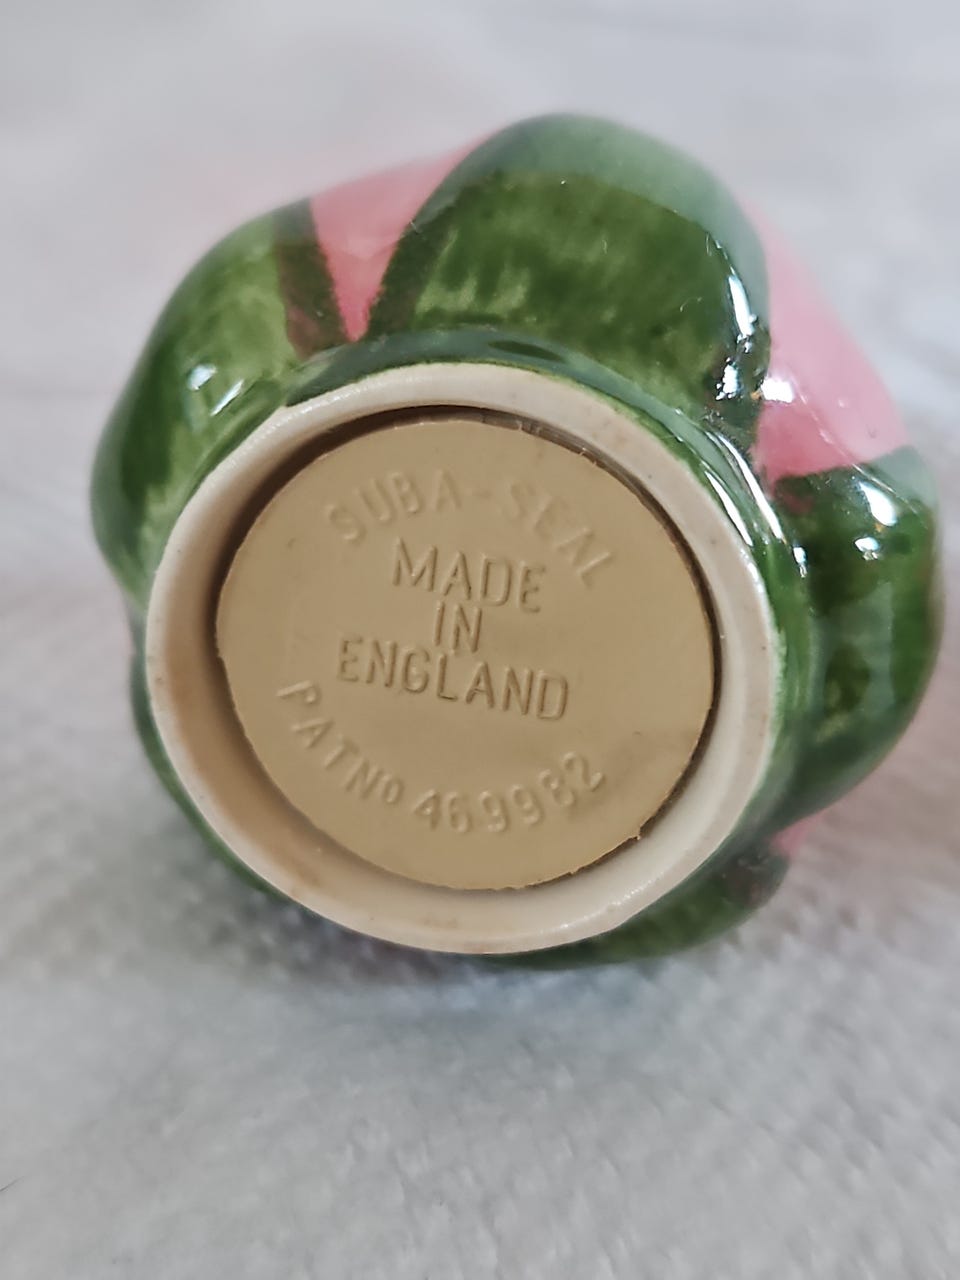 SUBA-SEAL
MADE
IN
ENGLAND
PAT Nº 469982